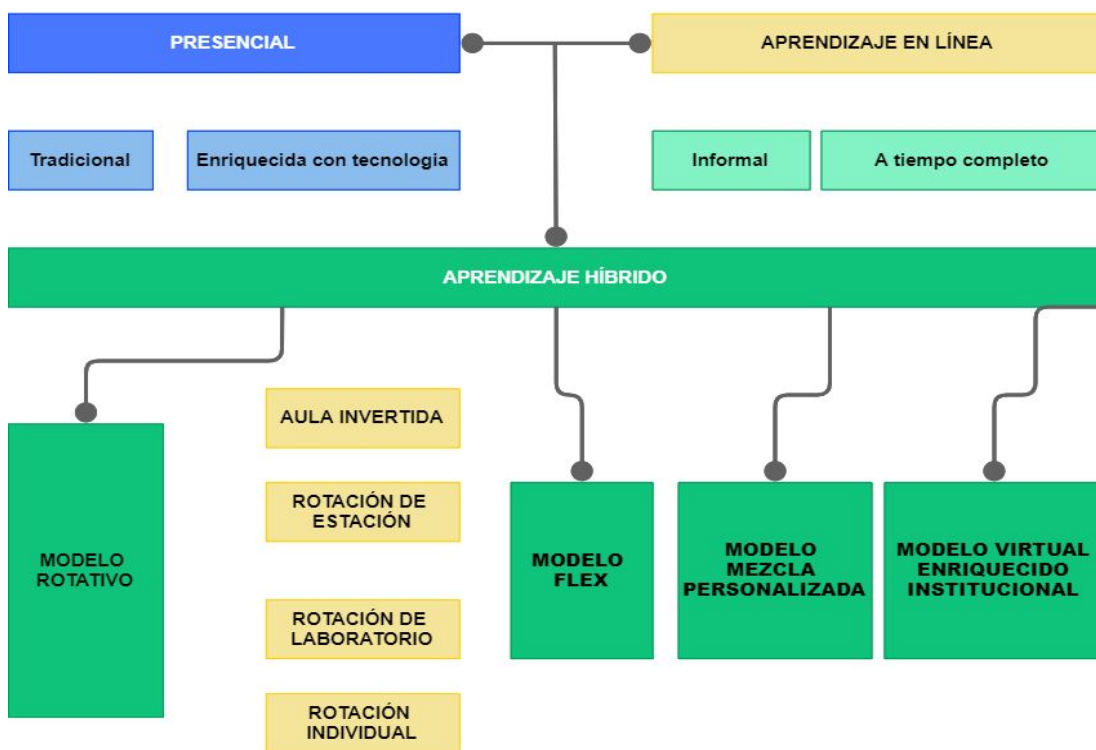 PRESENCIAL
APRENDIZAJE EN LÍNEA
Tradicional
Enriquecida con tecnologia
Informal
A tiempo completo
APRENDIZAJE HÍBRIDO
MODELO
ROTATIVO
AULA INVERTIDA
ROTACIÓN DE
ESTACIÓN
ROTACIÓN DE
LABORATORIO
ROTACIÓN
INDIVIDUAL
MODELO
FLEX
MODELO
MEZCLA
PERSONALIZADA
MODELO VIRTUAL
ENRIQUECIDO
INSTITUCIONAL